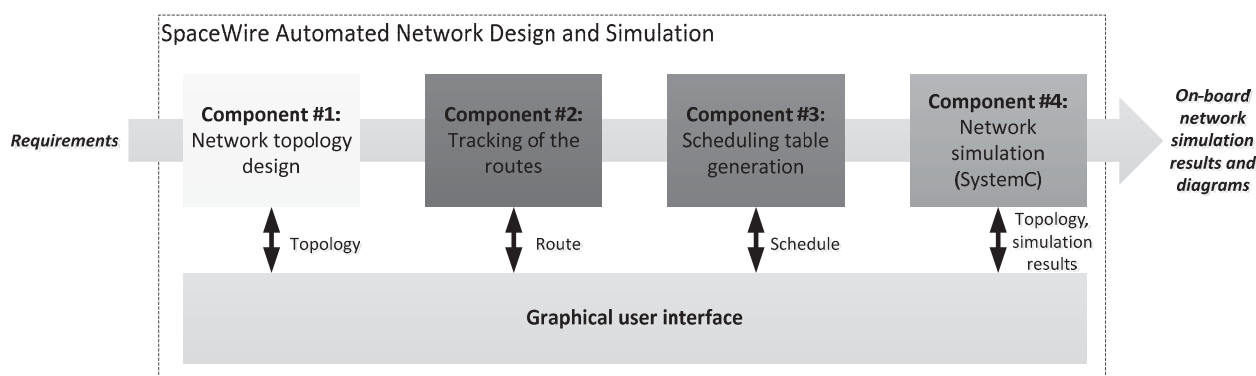 SpaceWire Automated Network Design and Simulation
Requirements
Component #1:
Network topology
design
Component #2:
Tracking of the
routes
Component #3:
Scheduling table
generation
Component #4:
Network
simulation
(SystemC)
On-board
network
simulation
results and
diagrams
Topology
Route
Schedule
Topology,
simulation
results
Graphical user interface